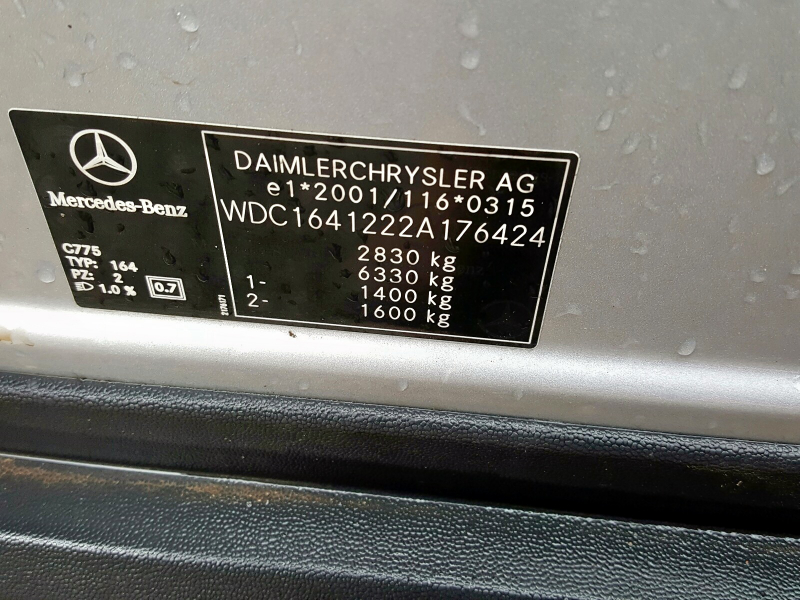 Mercedes-Benz
C775
TYP: 164
PZ: 2
1.0 %
0.7
2176171
DAIMLERCHRYSLER AG
e1*2001/116*0315
WDC1641222A176424
2830 kg
6330 kg
1- 1400 kg
2- 1600 kg